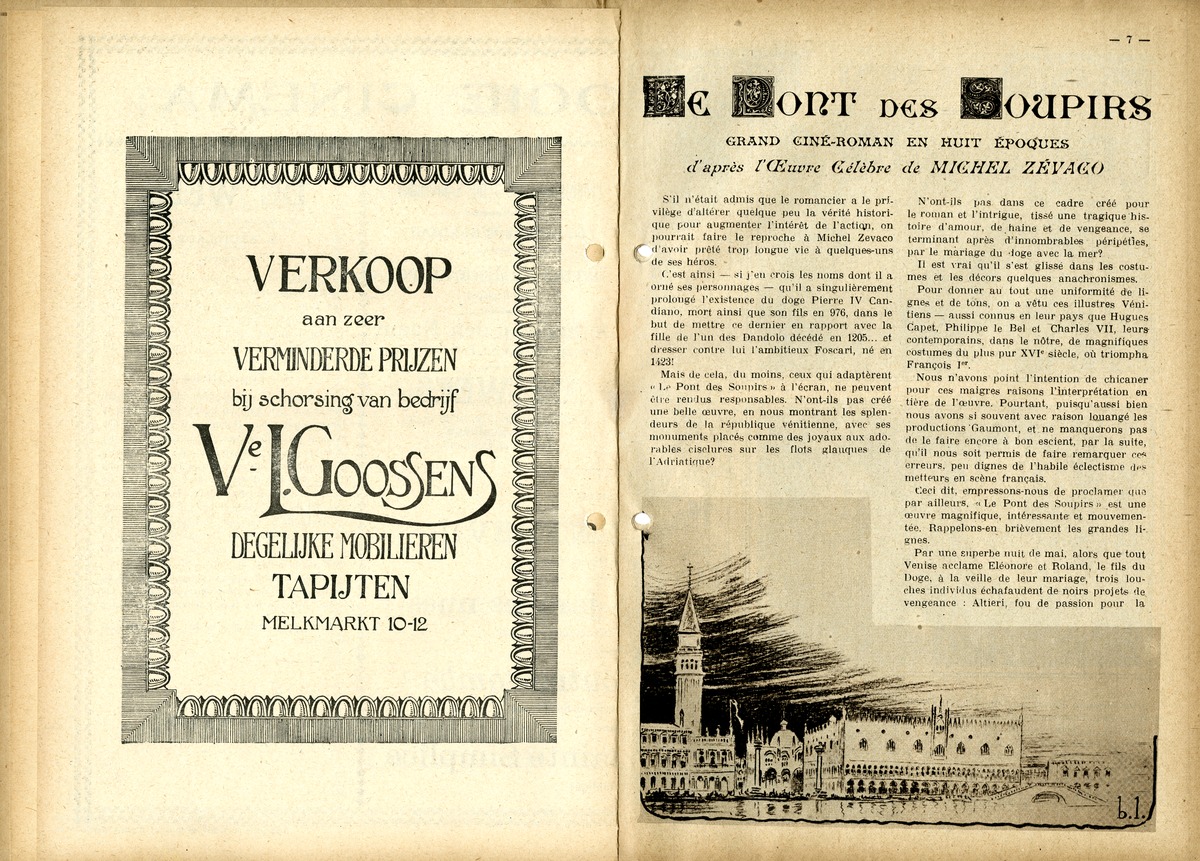 VERKOOP
aan zeer
VERMINDERDE PRIJZEN
bij schorsing van bedrijf
Ve L. GOOSSENS
DEGELIJKE MOBILIEREN
TAPIJTEN
MELKMARKT 10-12
— 7 —
LE PONT DES SOUPIRS
GRAND CINÉ-ROMAN EN HUIT ÉPOQUES
d'après l'Œuvre Célèbre de MICHEL ZÉVACO
S'il n'était admis que le romancier a le pri-
vilège d'altérer quelque peu la vérité histori-
que pour augmenter l'intérêt de l'action, on
pourrait faire le reproche à Michel Zevaco
d'avoir prêté trop longue vie à quelques-uns
de ses héros.
C'est ainsi — si j'en crois les noms dont il a
orné ses personnages — qu'il a singulièrement
prolongé l'existence du doge Pierre IV Can-
diano, mort ainsi que son fils en 976, dans le
but de mettre ce dernier en rapport avec la
fille de l'un des Dandolo décédé en 1205... et
dresser contre lui l'ambitieux Foscari, né en
1423!
Mais de cela, du moins, ceux qui adaptèrent
« Le Pont des Soupirs » à l'écran, ne peuvent
être rendus responsables. N'ont-ils pas créé
une belle œuvre, en nous montrant les splen-
deurs de la république vénitienne, avec ses
monuments placés comme des joyaux aux ado-
rables ciselures sur les flots glauques de
l'Adriatique?
N'ont-ils pas dans ce cadre créé pour
le roman et l'intrigue, tissé une tragique his-
toire d'amour, de haine et de vengeance, se
terminant après d'innombrables péripéties,
par le mariage du doge avec la mer?
Il est vrai qu'il s'est glissé dans les costu-
mes et les décors quelques anachronismes.
Pour donner au tout une uniformité de li-
gnes et de tons, on a vêtu ces illustres Véni-
tiens — aussi connus en leur pays que Hugues
Capet, Philippe le Bel et Charles VII, leurs
contemporains, dans le nôtre, de magnifiques
costumes du plus pur XVIe siècle, où triompha
François Ier.
Nous n'avons point l'intention de chicaner
pour ces maigres raisons l'interprétation en
tière de l'œuvre. Pourtant, puisqu'aussi bien
nous avons si souvent avec raison louangé les
productions Gaumont, et ne manquerons pas
de le faire encore à bon escient, par la suite,
qu'il nous soit permis de faire remarquer ces
erreurs, peu dignes de l'habile éclectisme des
metteurs en scène français.
Ceci dit, empressons-nous de proclamer que
par ailleurs, « Le Pont des Soupirs » est une
œuvre magnifique, intéressante et mouvemen-
tée. Rappelons-en brièvement les grandes li-
gnes.
Par une superbe nuit de mai, alors que tout
Venise acclame Eléonore et Roland, le fils du
Doge, à la veille de leur mariage, trois lou-
ches individus échafaudent de noirs projets de
vengeance : Altieri, fou de passion pour la
b.l.